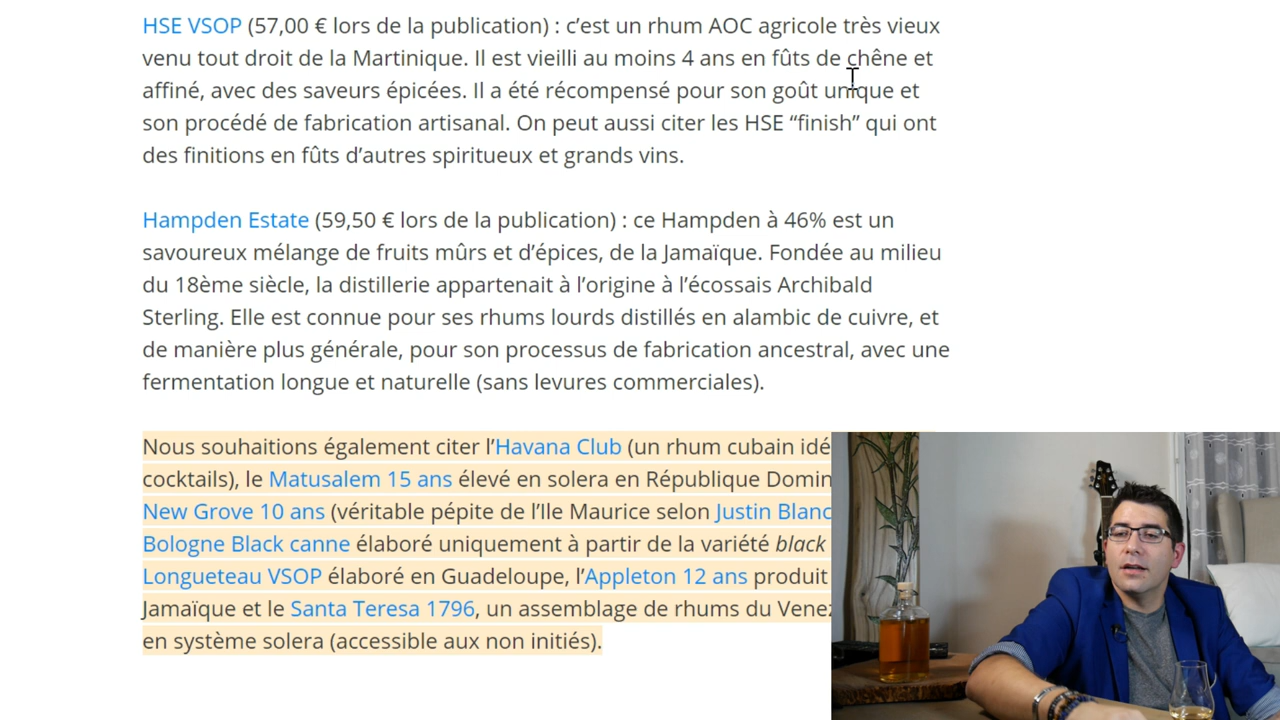 HSE VSOP (57,00 € lors de la publication) : c’est un rhum AOC agricole très vieux
venu tout droit de la Martinique. Il est vieilli au moins 4 ans en fûts de chêne et
affiné, avec des saveurs épicées. Il a été récompensé pour son goût unique et
son procédé de fabrication artisanal. On peut aussi citer les HSE “finish” qui ont
des finitions en fûts d’autres spiritueux et grands vins.
Hampden Estate (59,50 € lors de la publication) : ce Hampden à 46% est un
savoureux mélange de fruits mûrs et d’épices, de la Jamaïque. Fondée au milieu
du 18ème siècle, la distillerie appartenait à l’origine à l’écossais Archibald
Sterling. Elle est connue pour ses rhums lourds distillés en alambic de cuivre, et
de manière plus générale, pour son processus de fabrication ancestral, avec une
fermentation longue et naturelle (sans levures commerciales).
Nous souhaitions également citer l’Havana Club (un rhum cubain idé
cocktails), le Matusalem 15 ans élevé en solera en République Domin
New Grove 10 ans (véritable pépite de l’Ile Maurice selon Justin Blanc
Bologne Black canne élaboré uniquement à partir de la variété black
Longueteau VSOP élaboré en Guadeloupe, l’Appleton 12 ans produit
Jamaïque et le Santa Teresa 1796, un assemblage de rhums du Vene
en système solera (accessible aux non initiés).